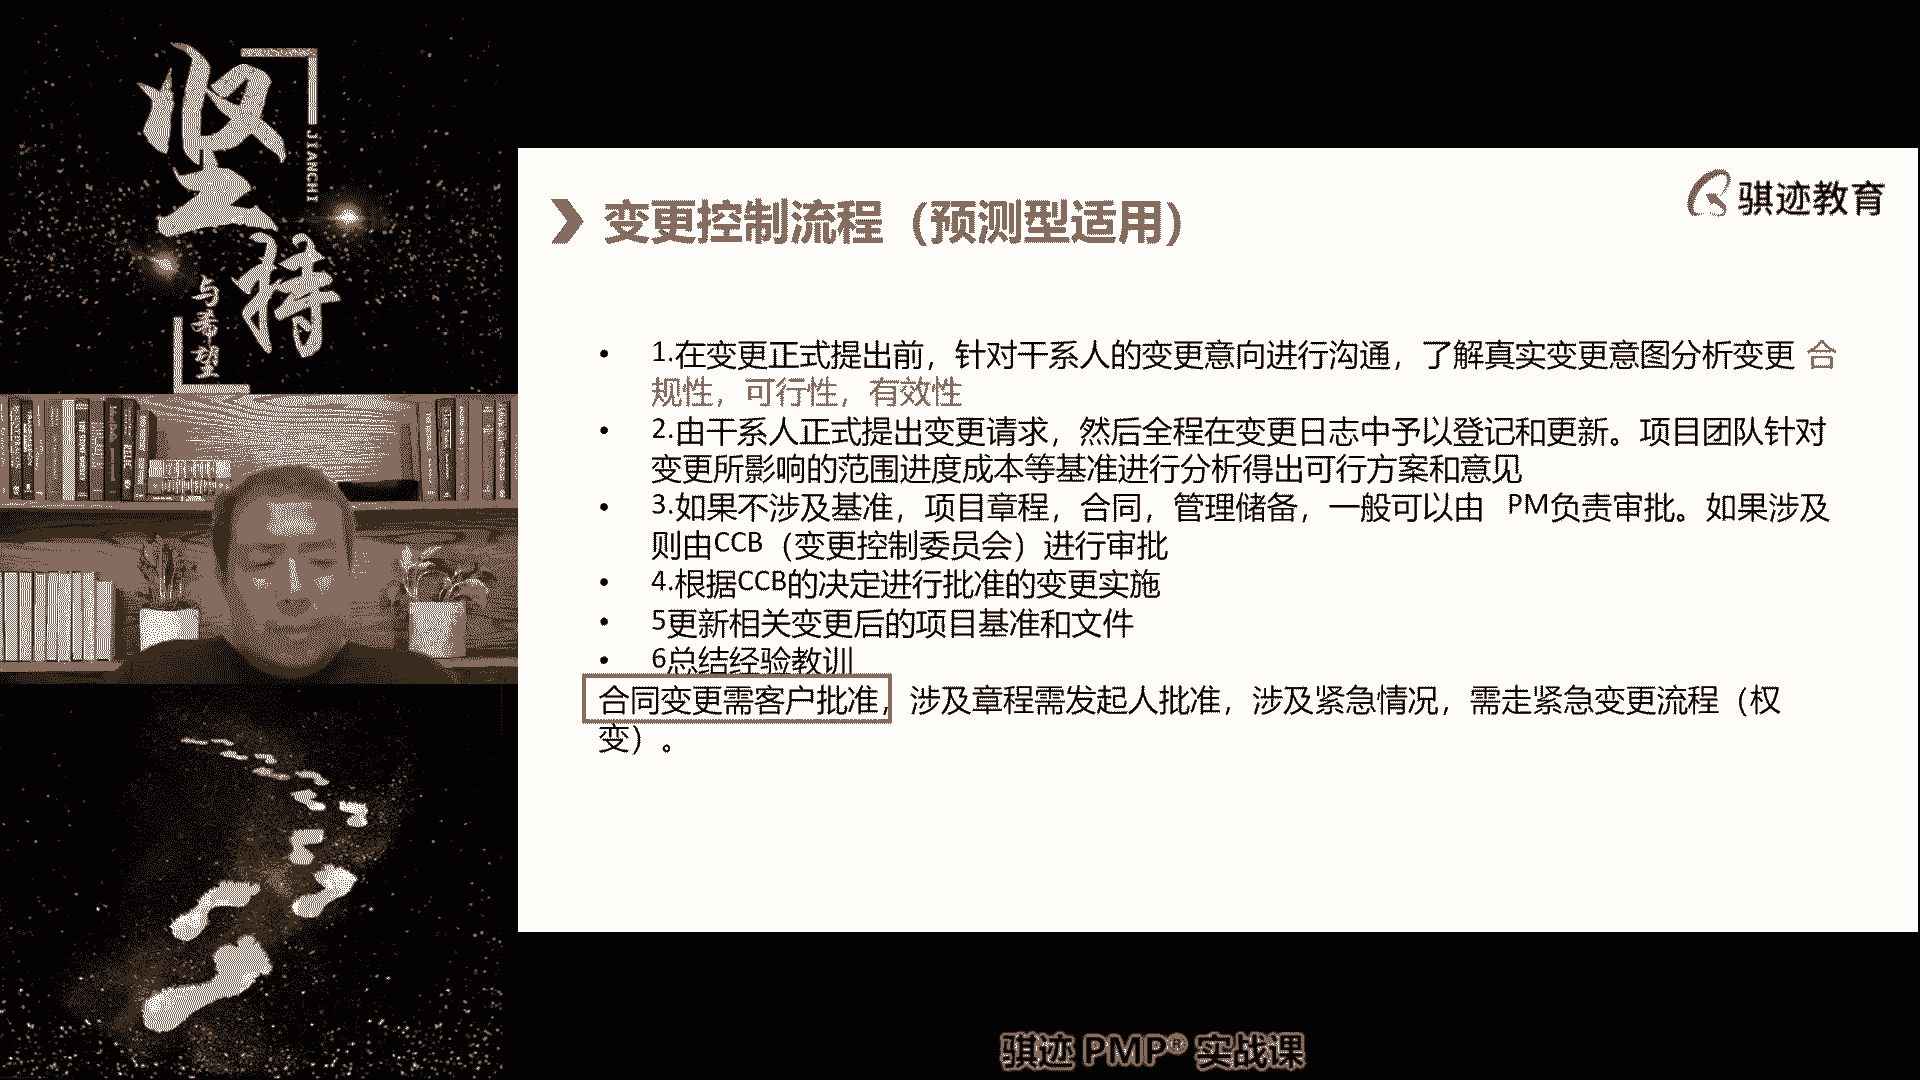 坚持
JIANCHI
与希望
骐迹教育
变更控制流程（预测型适用）
• 1.在变更正式提出前，针对干系人的变更意向进行沟通，了解真实变更意图分析变更 合
规性，可行性，有效性
• 2.由干系人正式提出变更请求，然后全程在变更日志中予以登记和更新。项目团队针对
变更所影响的范围进度成本等基准进行分析得出可行方案和意见
• 3.如果不涉及基准，项目章程，合同，管理储备，一般可以由 PM负责审批。如果涉及
则由CCB（变更控制委员会）进行审批
• 4.根据CCB的决定进行批准的变更实施
• 5更新相关变更后的项目基准和文件
• 6总结经验教训
合同变更需客户批准，涉及章程需发起人批准，涉及紧急情况，需走紧急变更流程（权
变）。
骐迹 PMP® 实战课